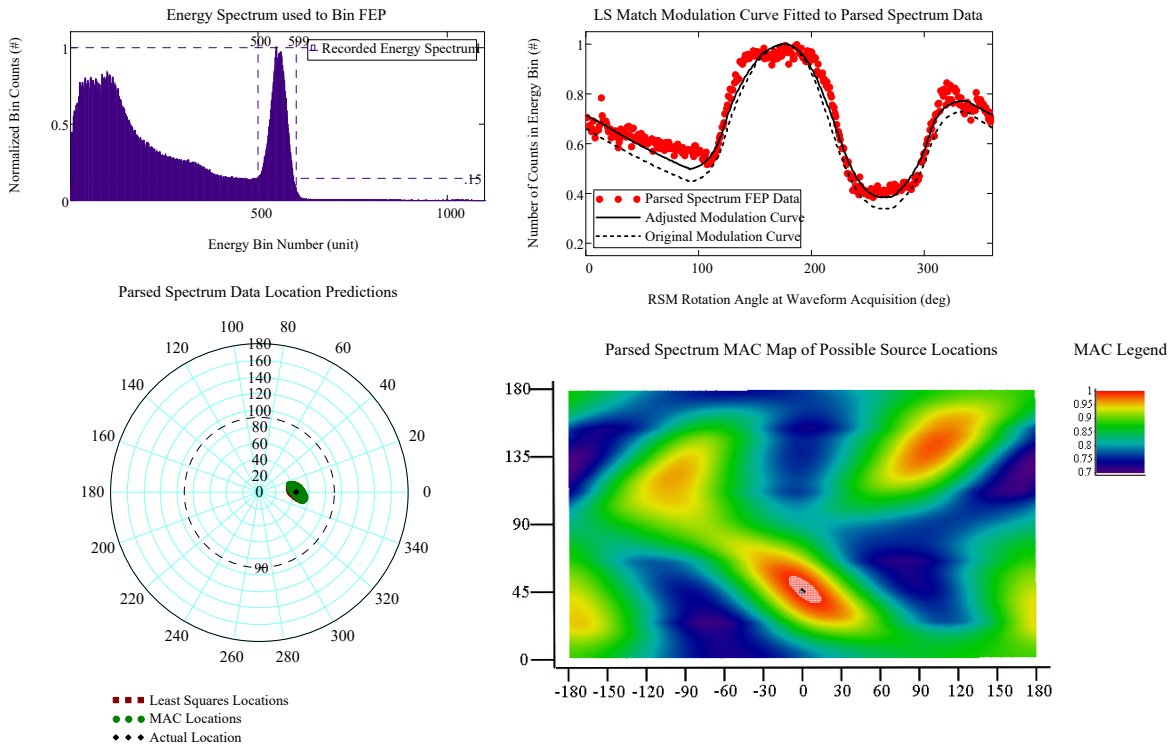 Energy Spectrum used to Bin FEP
Normalized Bin Counts (#)
1
0.5
0
500
599
Recorded Energy Spectrum
.15
500
1000
Energy Bin Number (unit)
LS Match Modulation Curve Fitted to Parsed Spectrum Data
Number of Counts in Energy Bin (#)
1
0.8
0.6
0.4
0.2
Parsed Spectrum FEP Data
Adjusted Modulation Curve
Original Modulation Curve
0 100 200 300
RSM Rotation Angle at Waveform Acquisition (deg)
Parsed Spectrum Data Location Predictions
100 80
120 60
140 40
160 20
180 0
200 340
220 320
240 300
260 280
180
160
140
120
100
80
60
40
20
0
90
Least Squares Locations
MAC Locations
Actual Location
Parsed Spectrum MAC Map of Possible Source Locations
180
135
90
45
0
-180 -150 -120 -90 -60 -30 0 30 60 90 120 150 180
MAC Legend
1
0.95
0.9
0.85
0.8
0.75
0.7